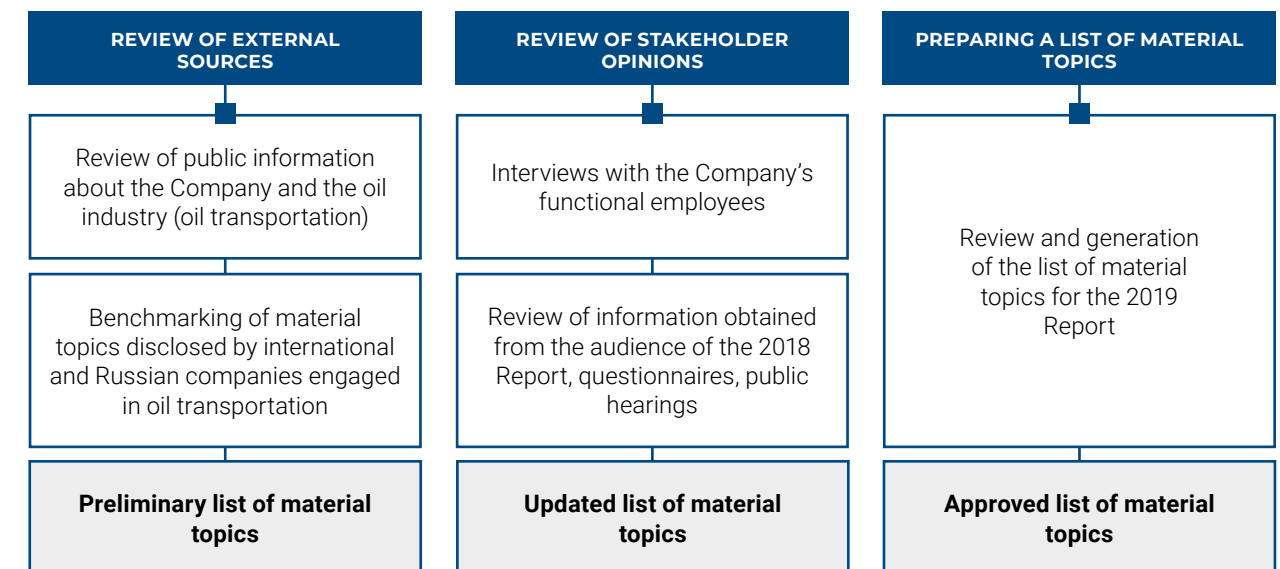 REVIEW OF EXTERNAL
SOURCES
Review of public information
about the Company and the oil
industry (oil transportation)
Benchmarking of material
topics disclosed by international
and Russian companies engaged
in oil transportation
Preliminary list of material
topics
REVIEW OF STAKEHOLDER
OPINIONS
Interviews with the Company’s
functional employees
Review of information obtained
from the audience of the 2018
Report, questionnaires, public
hearings
Updated list of material
topics
PREPARING A LIST OF MATERIAL
TOPICS
Review and generation
of the list of material
topics for the 2019
Report
Approved list of material
topics